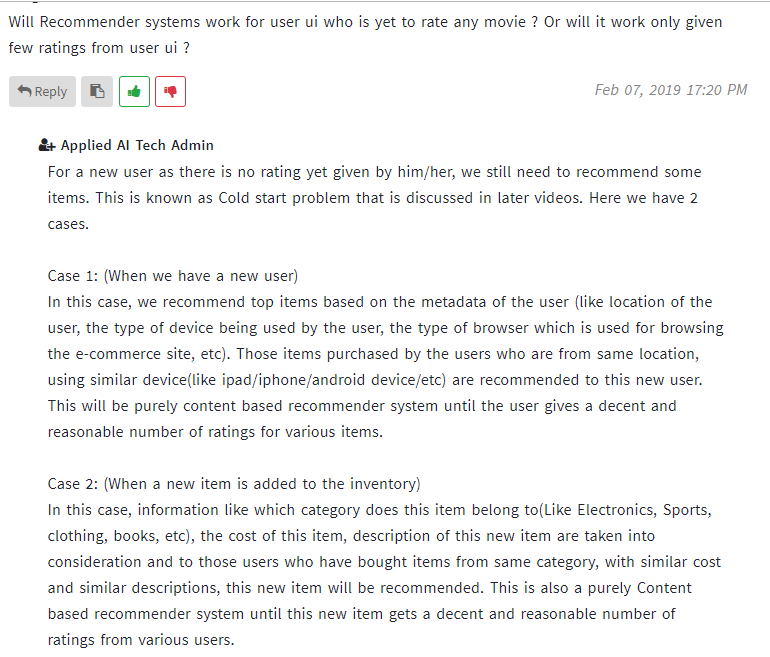 Will Recommender systems work for user ui who is yet to rate any movie ? Or will it work only given
few ratings from user ui ?
Reply
Feb 07, 2019 17:20 PM
Applied AI Tech Admin
For a new user as there is no rating yet given by him/her, we still need to recommend some
items. This is known as Cold start problem that is discussed in later videos. Here we have 2
cases.
Case 1: (When we have a new user)
In this case, we recommend top items based on the metadata of the user (like location of the
user, the type of device being used by the user, the type of browser which is used for browsing
the e-commerce site, etc). Those items purchased by the users who are from same location,
using similar device(like ipad/iphone/android device/etc) are recommended to this new user.
This will be purely content based recommender system until the user gives a decent and
reasonable number of ratings for various items.
Case 2: (When a new item is added to the inventory)
In this case, information like which category does this item belong to(Like Electronics, Sports,
clothing, books, etc), the cost of this item, description of this new item are taken into
consideration and to those users who have bought items from same category, with similar cost
and similar descriptions, this new item will be recommended. This is also a purely Content
based recommender system until this new item gets a decent and reasonable number of
ratings from various users.